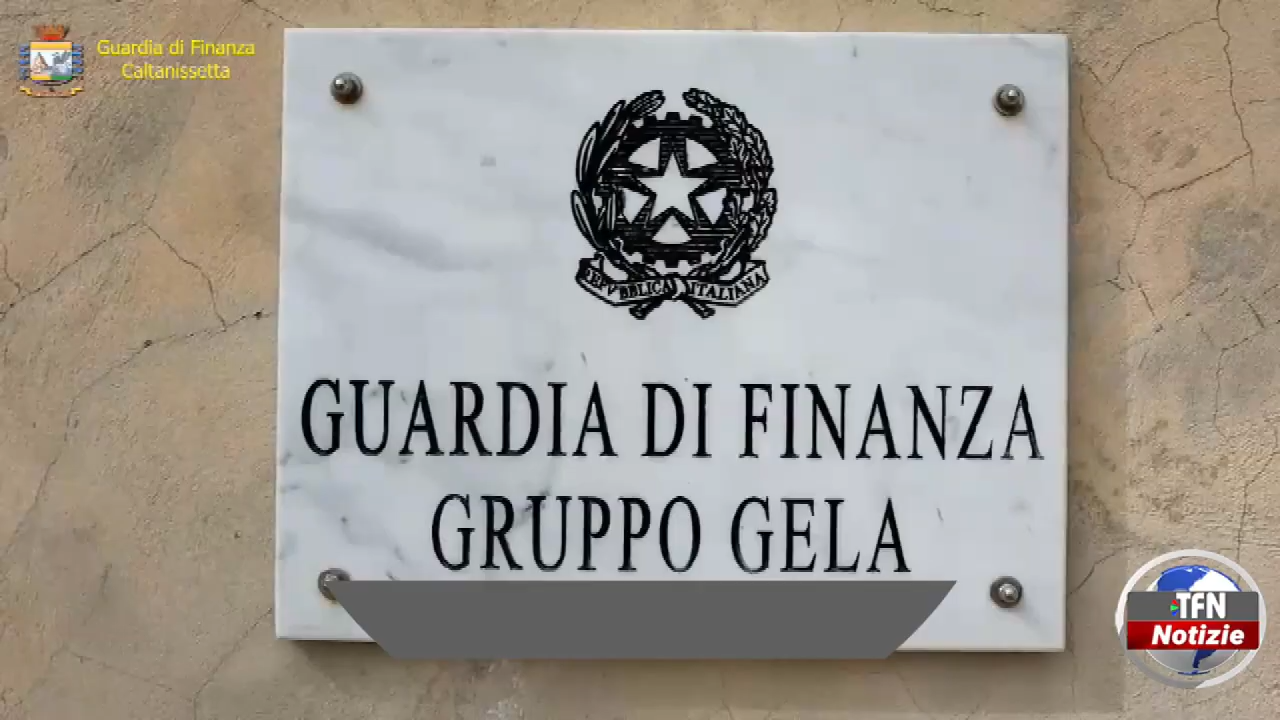 Guardia di Finanza
Caltanissetta
REPVBBLICA ITALIANA
GUARDIA DI FINANZA
GRUPPO GELA
TFN
Notizie